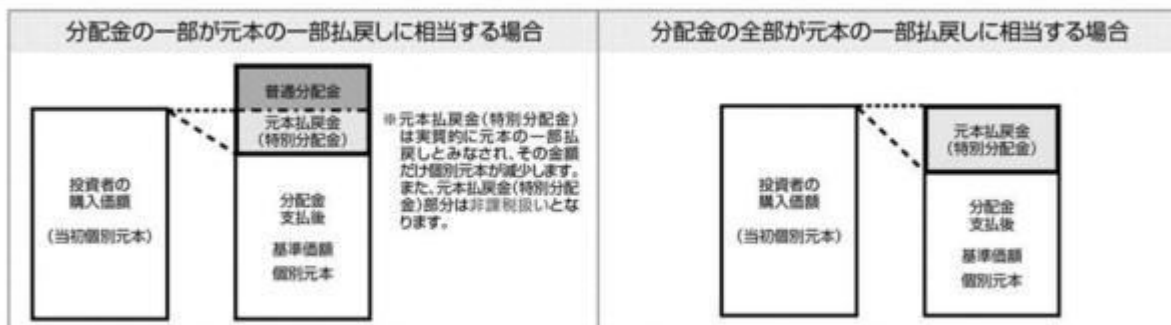 分配金の一部が元本の一部払戻しに相当する場合
普通分配金
元本払戻金
(特別分配金)
投資者の
購入価額
(当初個別元本)
分配金
支払後
基準価額
個別元本
※元本払戻金(特別分配金)
は実質的に元本の一部払
戻しとみなされ、その金額
だけ個別元本が減少します。
また、元本払戻金(特別分配
金)部分は非課税扱いとな
ります。
分配金の全部が元本の一部払戻しに相当する場合
元本払戻金
(特別分配金)
投資者の
購入価額
(当初個別元本)
分配金
支払後
基準価額
個別元本